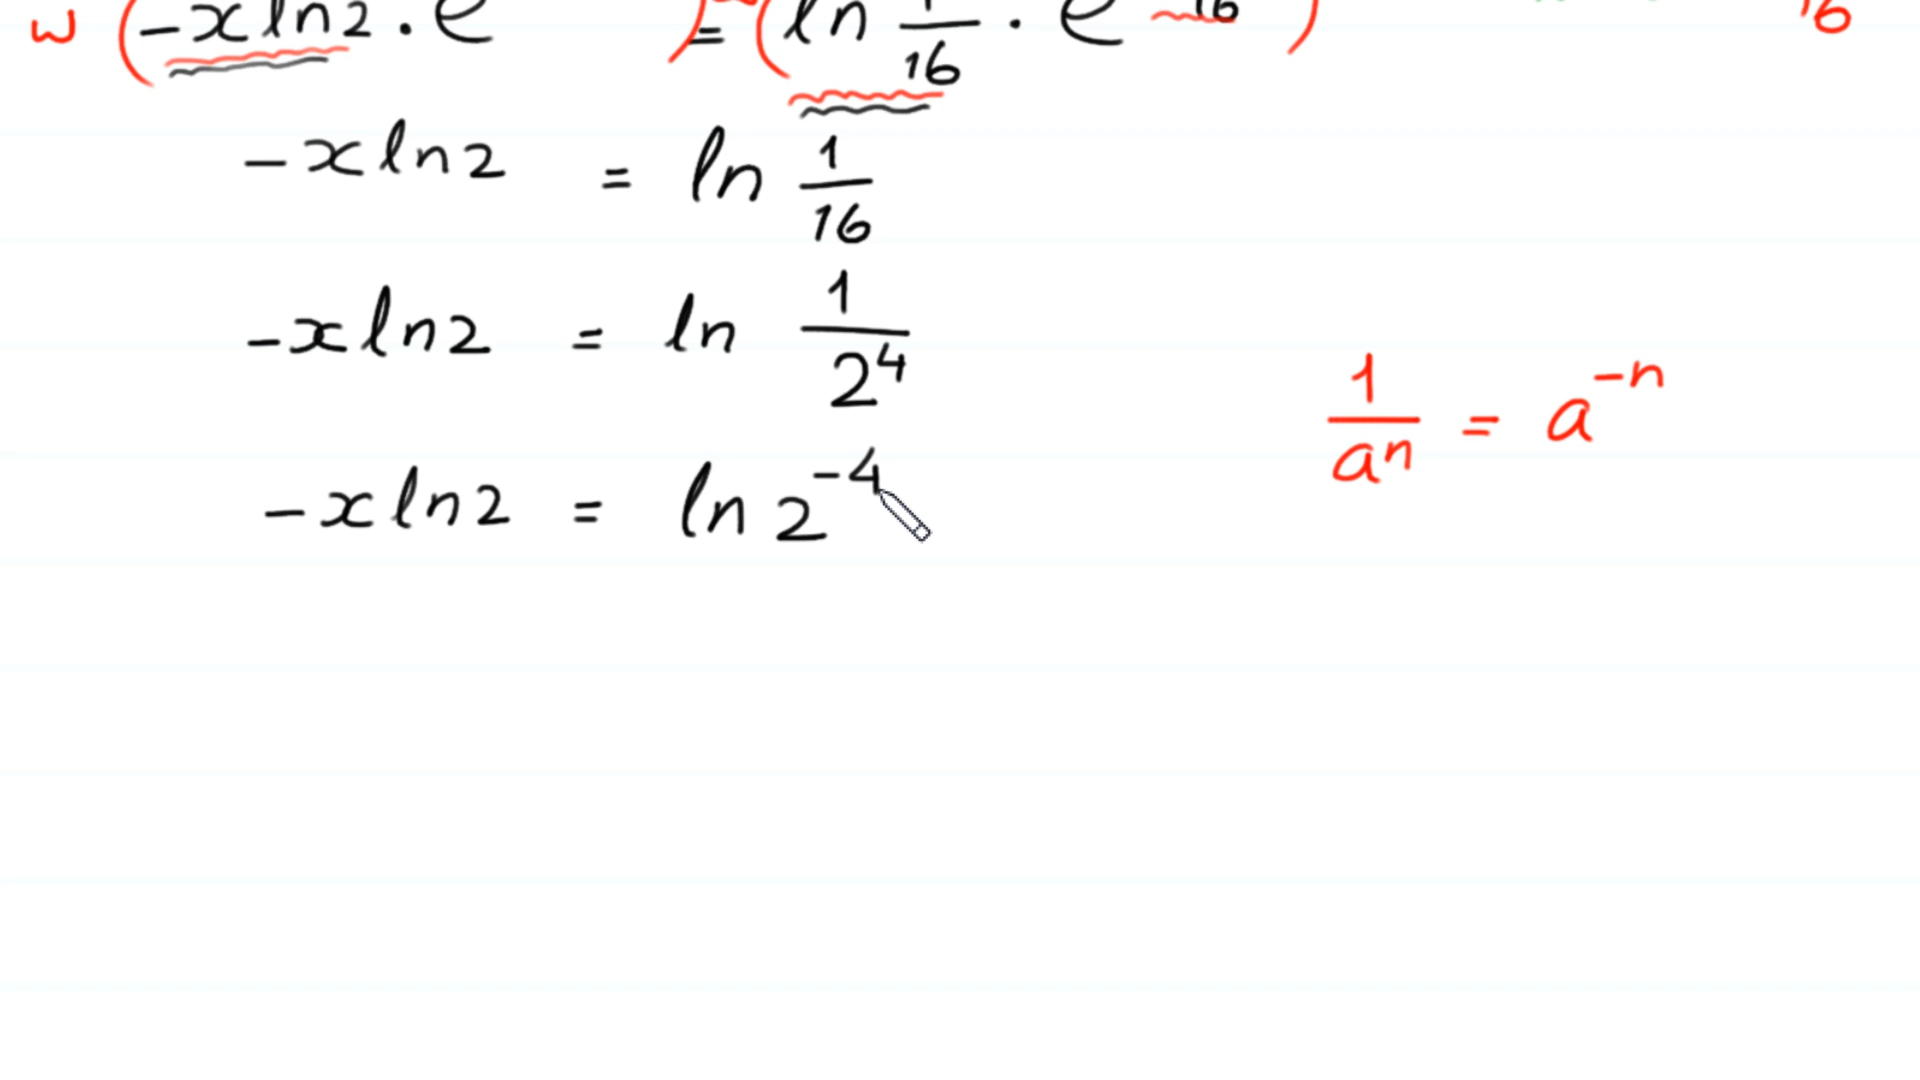 W (-x ln2 · e ) = (ln 1/16 · e 16) 16
-x ln2 = ln 1/16
-x ln2 = ln 1/2^4
1/a^n = a^-n
-x ln2 = ln 2^-4